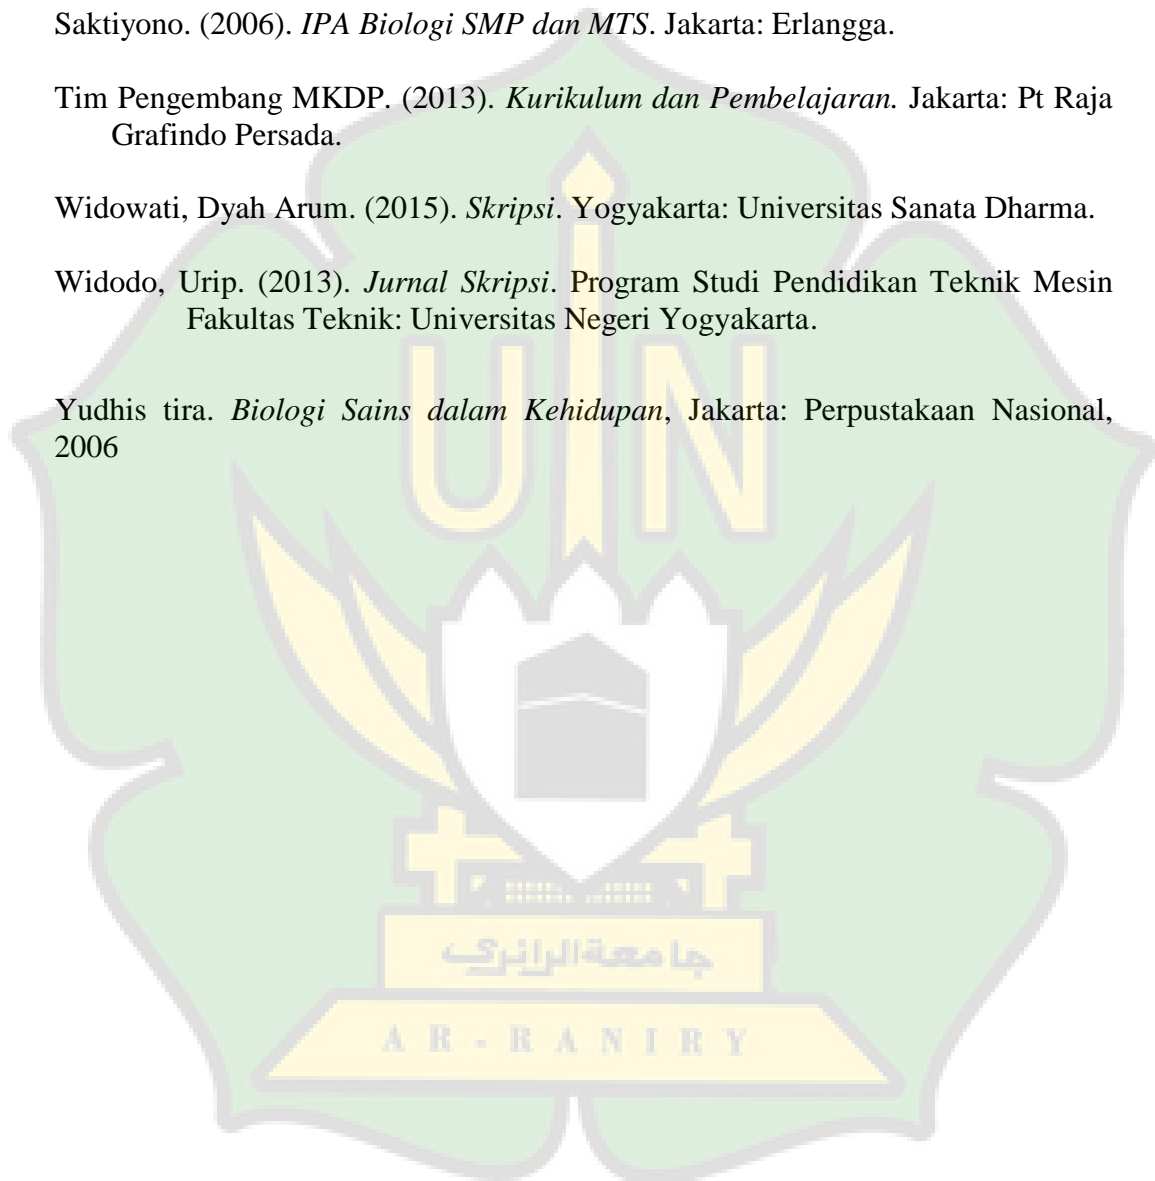 Saktiyono. (2006). IPA Biologi SMP dan MTS. Jakarta: Erlangga.
Tim Pengembang MKDP. (2013). Kurikulum dan Pembelajaran. Jakarta: Pt Raja
Grafindo Persada.
Widowati, Dyah Arum. (2015). Skripsi. Yogyakarta: Universitas Sanata Dharma.
Widodo, Urip. (2013). Jurnal Skripsi. Program Studi Pendidikan Teknik Mesin
Fakultas Teknik: Universitas Negeri Yogyakarta.
Yudhis tira. Biologi Sains dalam Kehidupan, Jakarta: Perpustakaan Nasional,
2006
UIN
جامعة الرانري
AR-RANIRY